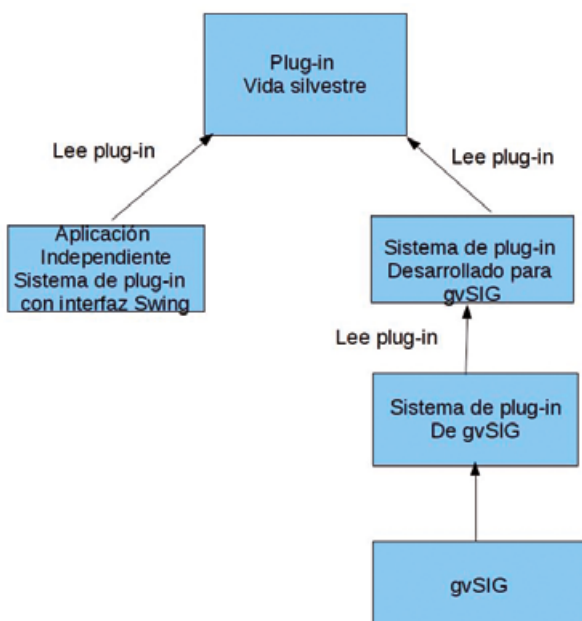 Plug-in
Vida silvestre
Lee plug-in
Lee plug-in
Aplicación
Independiente
Sistema de plug-in
con interfaz Swing
Sistema de plug-in
Desarrollado para
gvSIG
Lee plug-in
Sistema de plug-in
De gvSIG
gvSIG